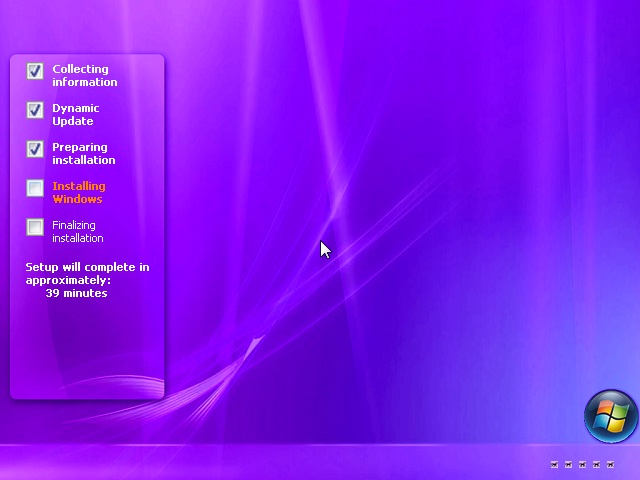 Collecting
information
Dynamic
Update
Preparing
installation
Installing
Windows
Finalizing
installation
Setup will complete in
approximately:
39 minutes